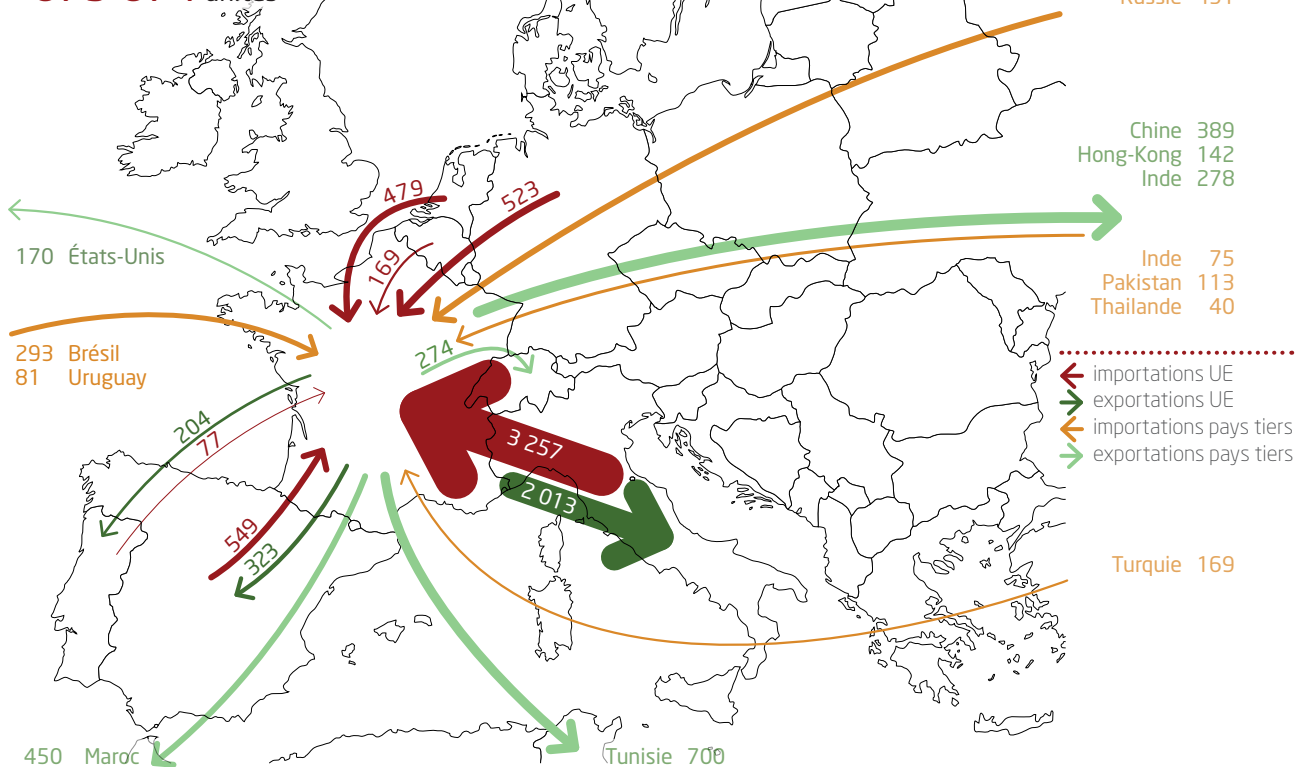 unités
Russie
Chine 389
Hong-Kong 142
Inde 278
479
523
169
170 États-Unis
Inde 75
Pakistan 113
Thailande 40
293 Brésil
81 Uruguay
274
importations UE
exportations UE
importations pays tiers
exportations pays tiers
204
77
3 257
2 013
549
323
Turquie 169
450 Maroc
Tunisie 700